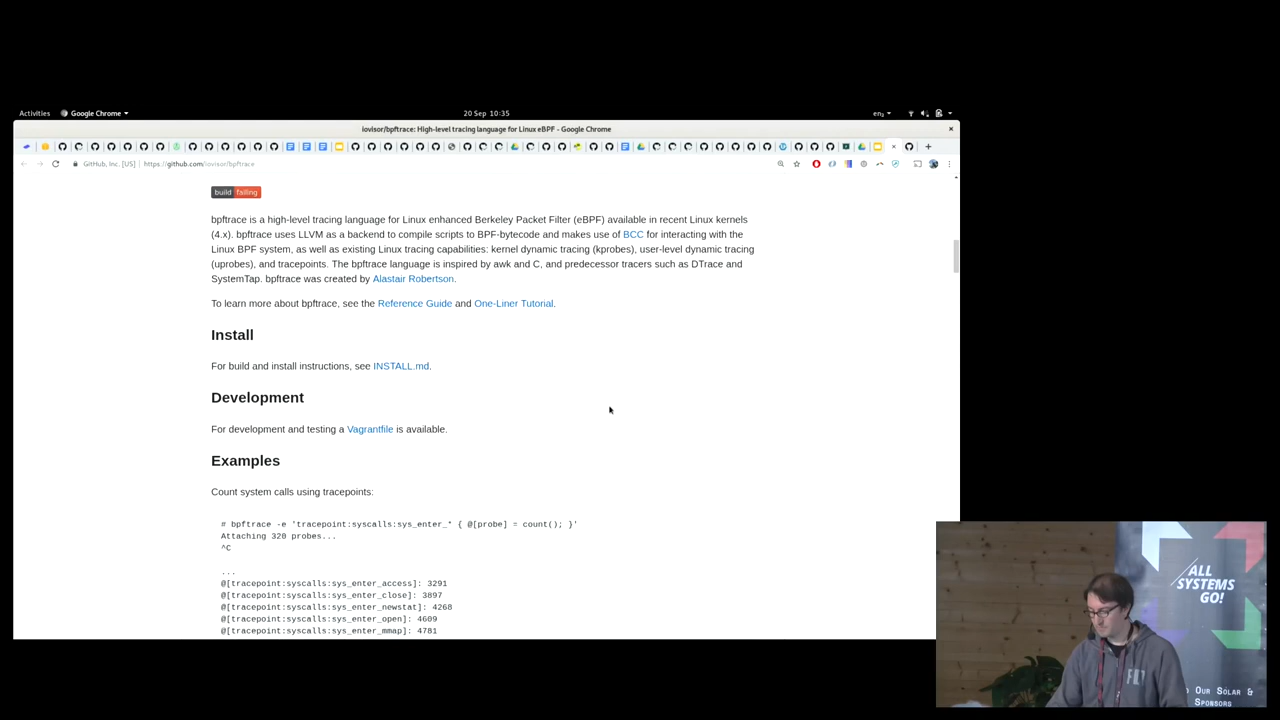 Activities
Google Chrome
20 Sep 10:35
en₂
iovisor/bpftrace: High-level tracing language for Linux eBPF - Google Chrome
GitHub, Inc. [US]
https://github.com/iovisor/bpftrace
build failing
bpftrace is a high-level tracing language for Linux enhanced Berkeley Packet Filter (eBPF) available in recent Linux kernels
(4.x). bpftrace uses LLVM as a backend to compile scripts to BPF-bytecode and makes use of BCC for interacting with the
Linux BPF system, as well as existing Linux tracing capabilities: kernel dynamic tracing (kprobes), user-level dynamic tracing
(uprobes), and tracepoints. The bpftrace language is inspired by awk and C, and predecessor tracers such as DTrace and
SystemTap. bpftrace was created by Alastair Robertson.
To learn more about bpftrace, see the Reference Guide and One-Liner Tutorial.
Install
For build and install instructions, see INSTALL.md.
Development
For development and testing a Vagrantfile is available.
Examples
Count system calls using tracepoints:
# bpftrace -e 'tracepoint:syscalls:sys_enter_* { @[probe] = count(); }'
Attaching 320 probes...
^C
...
@[tracepoint:syscalls:sys_enter_access]: 3291
@[tracepoint:syscalls:sys_enter_close]: 3897
@[tracepoint:syscalls:sys_enter_newstat]: 4268
@[tracepoint:syscalls:sys_enter_open]: 4609
@[tracepoint:syscalls:sys_enter_mmap]: 4781
ALL
SYSTEMS
GO!
Our Solar &
Sponsors